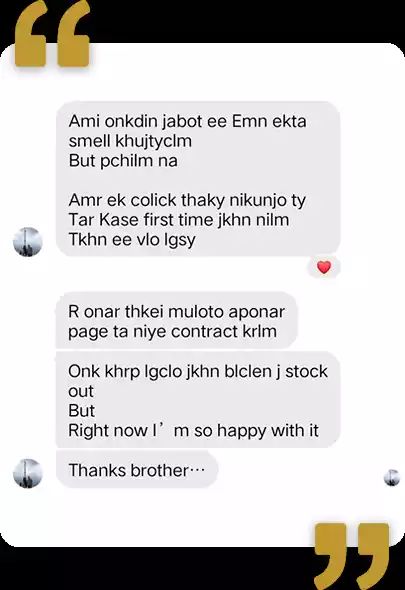 Ami onkdin jabot ee Emn ekta
smell khujtyclm
But pchilm na
Amr ek colick thaky nikunjo ty
Tar Kase first time jkhn nilm
Tkhn ee vlo lgsy
R onar thkei muloto aponar
page ta niye contract krlm
Onk khrp lgclo jkhn blclen j stock
out
But
Right now I’m so happy with it
Thanks brother…